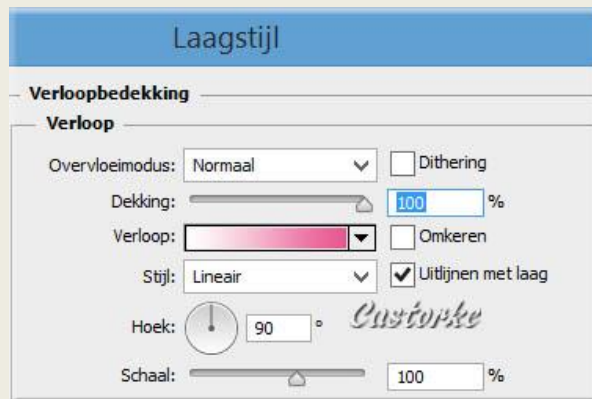 Laagstijl
Verloopbedekking
Verloop
Overvloeimodus: Normaal Dithering
Dekking: 100 %
Verloop: Omkeren
Stijl: Lineair Uitlijnen met laag
Hoek: 90 ° Castorke
Schaal: 100 %